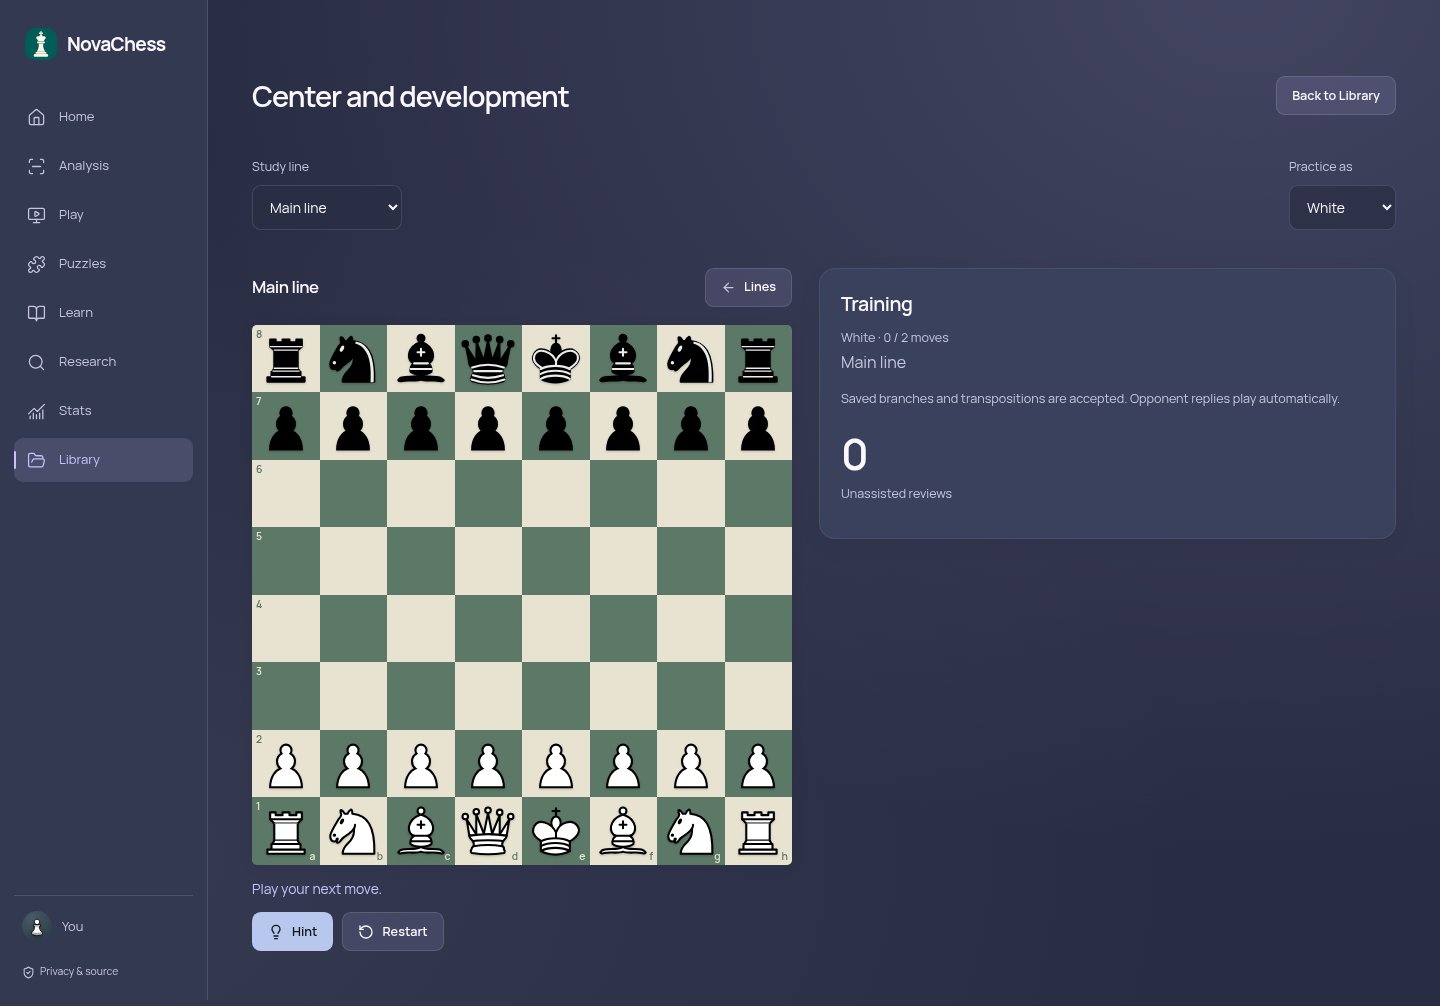 NovaChess
Home
Analysis
Play
Puzzles
Learn
Research
Stats
Library
You
Privacy & source
Center and development
Back to Library
Study line
Main line
Practice as
White
Main line
Lines
8
7
6
5
4
3
2
1
a b c d e f g h
Play your next move.
Hint
Restart
Training
White · 0 / 2 moves
Main line
Saved branches and transpositions are accepted. Opponent replies play automatically.
0
Unassisted reviews